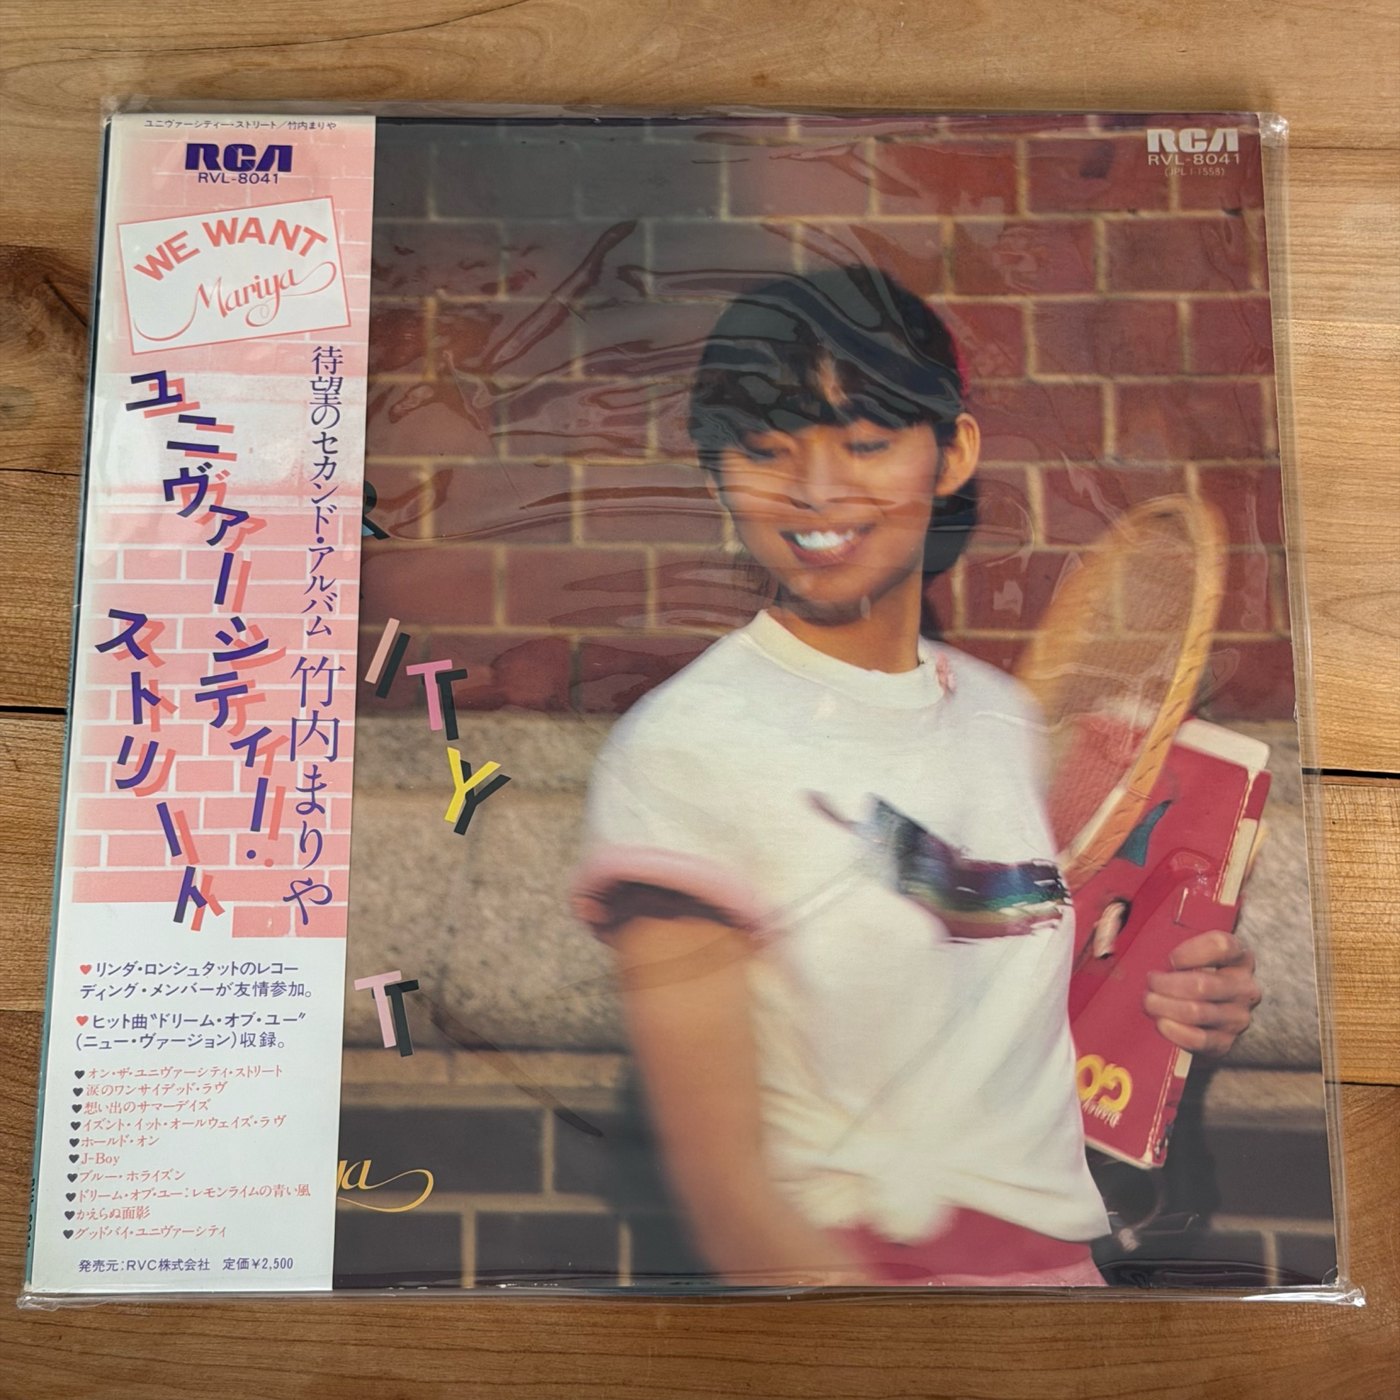 ユニヴァーシティー・ストリート/竹内まりや
RCA
RVL-8041
WE WANT
Mariya
待望のセカンド・アルバム 竹内まりや
ユニヴァーシティー・
ストリート
♥リンダ・ロンシュタットのレコー
ディング・メンバーが友情参加。
♥ヒット曲“ドリーム・オブ・ユー”
(ニュー・ヴァージョン)収録。
♥オン・ザ・ユニヴァーシティ・ストリート
♥涙のワンサイデッド・ラヴ
♥想い出のサマーデイズ
♥イズント・イット・オールウェイズ・ラヴ
♥ホールド・オン
♥J-Boy
♥ブルー・ホライズン
♥ドリーム・オブ・ユー:レモンライムの青い風
♥かえらぬ面影
♥グッドバイ・ユニヴァーシティ
発売元:RVC株式会社 定価¥2,500
RCA
RVL-8041
(JPL 1-1558)
R
ITY
T
ya
GO